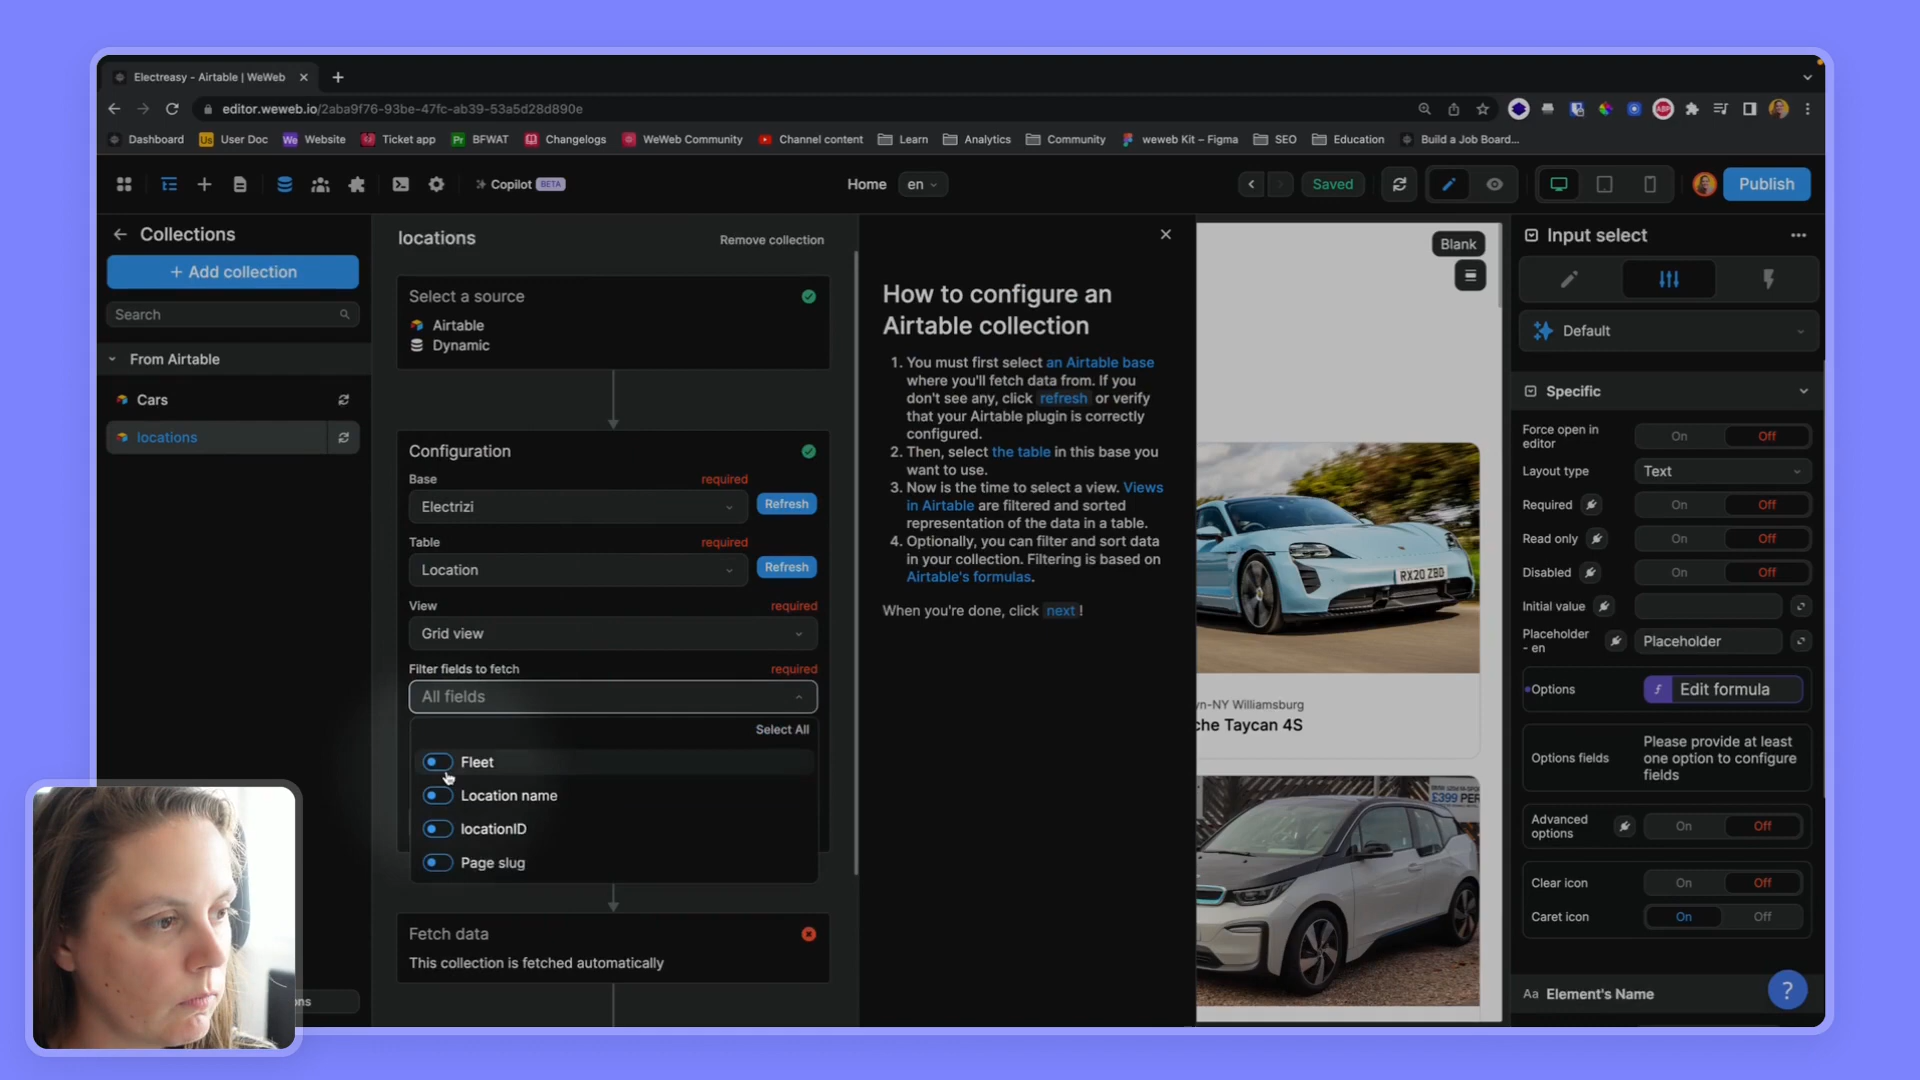 Electreasy - Airtable | WeWeb
editor.weweb.io/2aba9f76-93be-47fc-ab39-53a5d28d890e
Dashboard
Us User Doc
We Website
Ticket app
Pr BFWAT
Changelogs
WeWeb Community
Channel content
Learn
Analytics
Community
weweb Kit – Figma
SEO
Education
Build a Job Board...
Copilot BETA
Home
en
Saved
Publish
Collections
+ Add collection
Search
From Airtable
Cars
locations
locations
Remove collection
Select a source
Airtable
Dynamic
Configuration
Base
required
Electrizi
Refresh
Table
required
Location
Refresh
View
required
Grid view
Filter fields to fetch
required
All fields
Select All
Fleet
Location name
locationID
Page slug
Fetch data
This collection is fetched automatically
How to configure an
Airtable collection
1. You must first select an Airtable base
where you'll fetch data from. If you
don't see any, click refresh or verify
that your Airtable plugin is correctly
configured.
2. Then, select the table in this base you
want to use.
3. Now is the time to select a view. Views
in Airtable are filtered and sorted
representation of the data in a table.
4. Optionally, you can filter and sort data
in your collection. Filtering is based on
Airtable's formulas.
When you're done, click next !
Blank
RX20 ZBO
yn-NY Williamsburg
che Taycan 4S
£399 PER
Input select
Default
Specific
Force open in
editor
On
Off
Layout type
Text
Required
On
Off
Read only
On
Off
Disabled
On
Off
Initial value
Placeholder
- en
Placeholder
Options
f Edit formula
Options fields
Please provide at least
one option to configure
fields
Advanced
options
On
Off
Clear icon
On
Off
Caret icon
On
Off
Aa Element's Name
?
ons